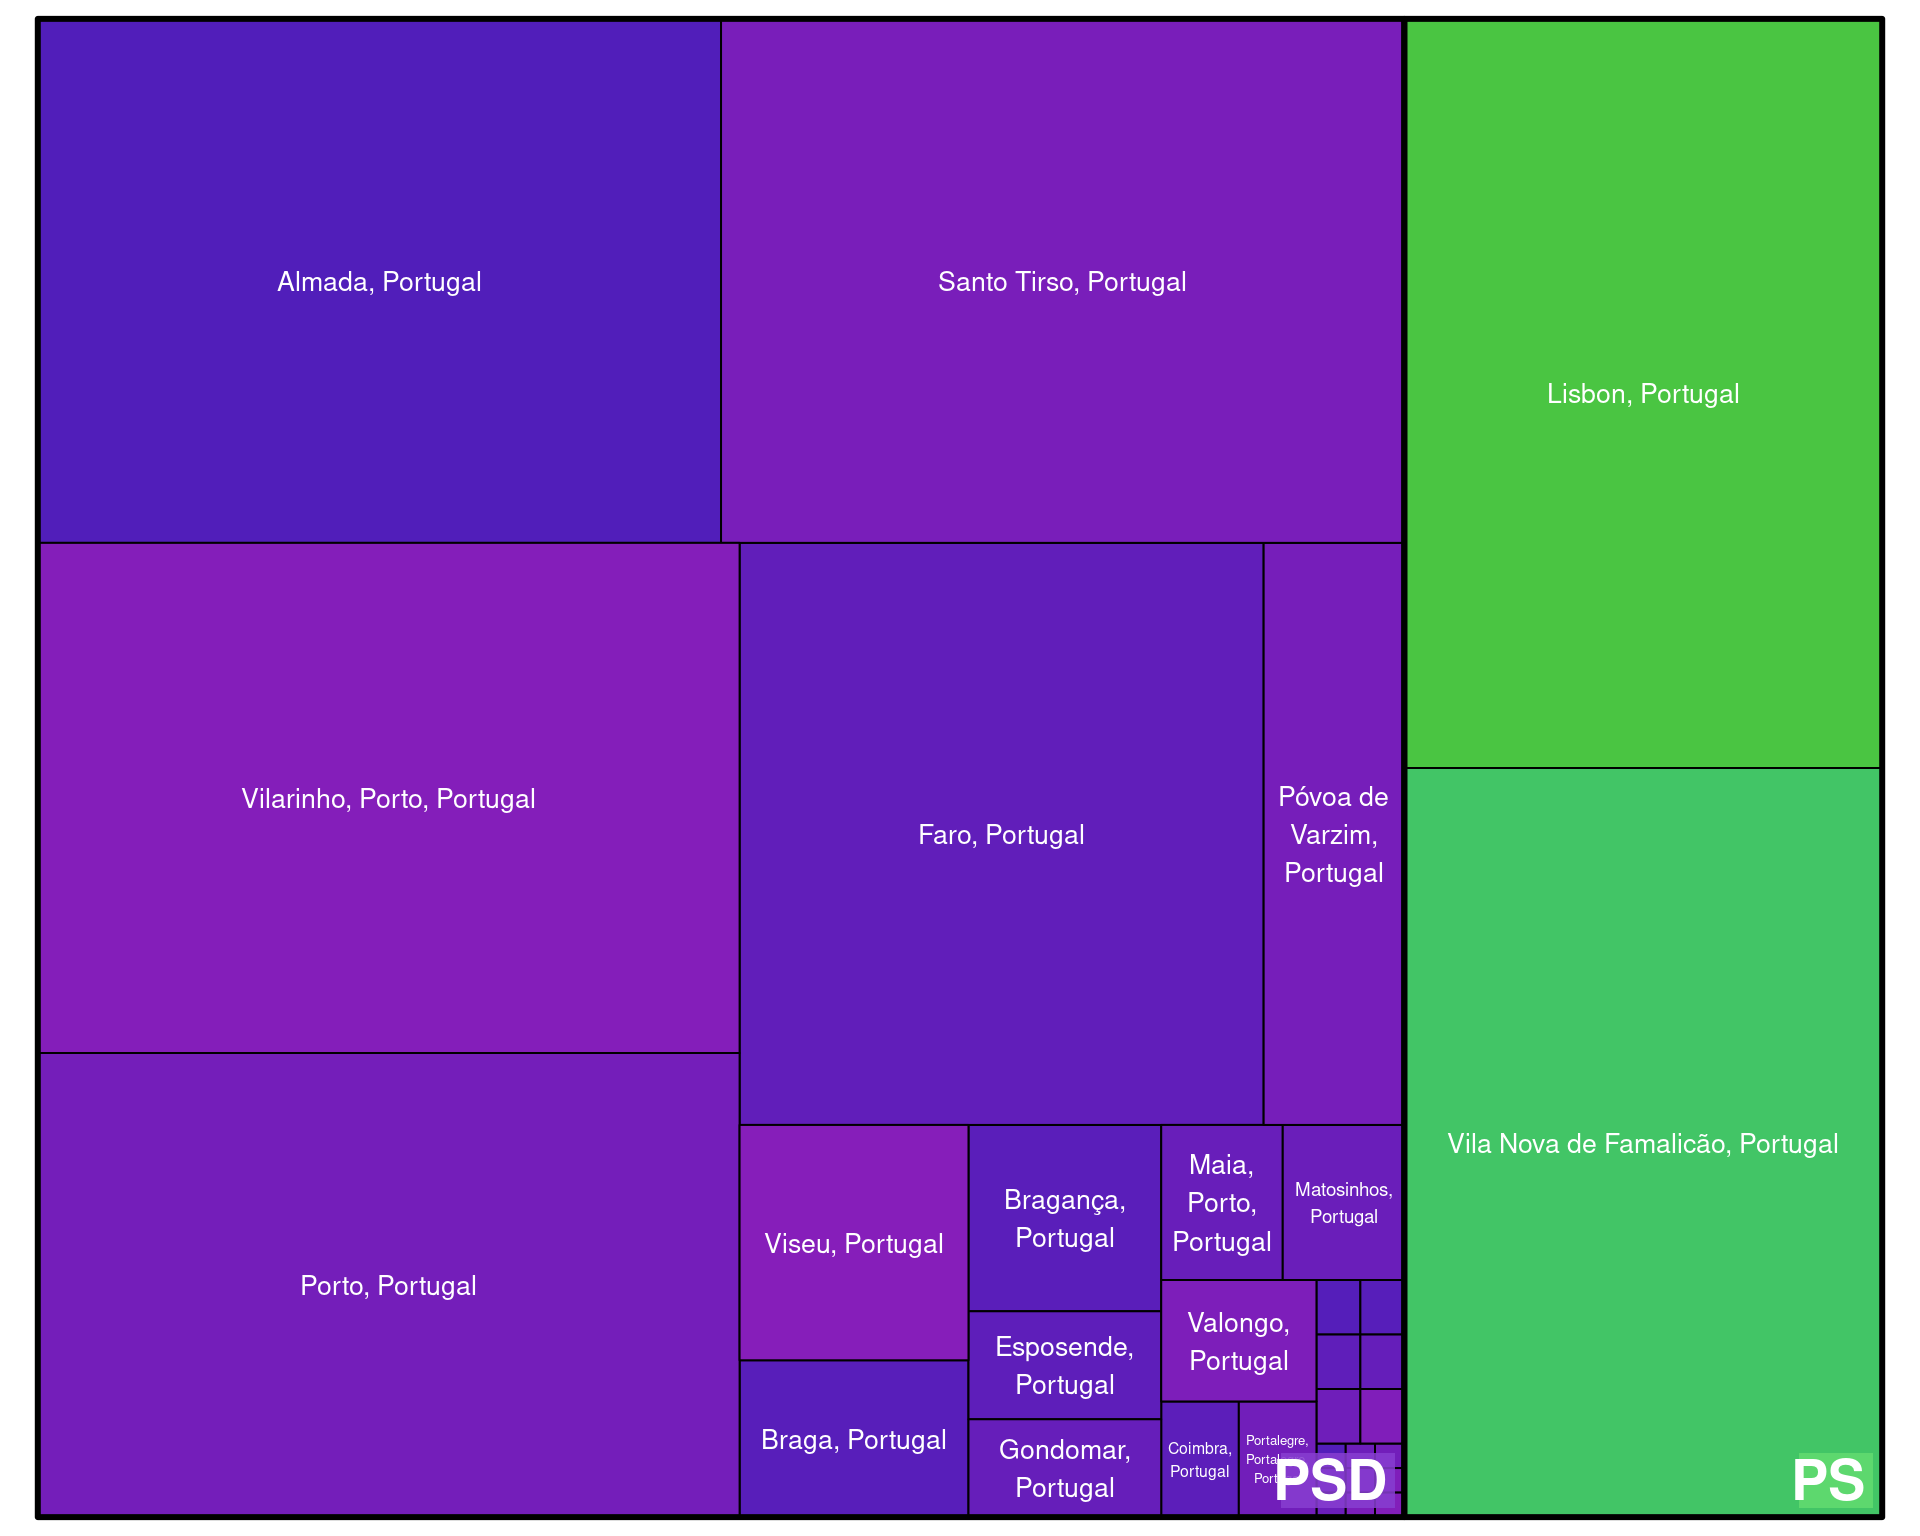 Almada, Portugal
Santo Tirso, Portugal
Lisbon, Portugal
Vilarinho, Porto, Portugal
Faro, Portugal
Póvoa de
Varzim,
Portugal
Porto, Portugal
Viseu, Portugal
Braga, Portugal
Bragança,
Portugal
Esposende,
Portugal
Gondomar,
Portugal
Maia,
Porto,
Portugal
Matosinhos,
Portugal
Valongo,
Portugal
Coimbra,
Portugal
Portalegre,
PSD
Vila Nova de Famalicão, Portugal
PS